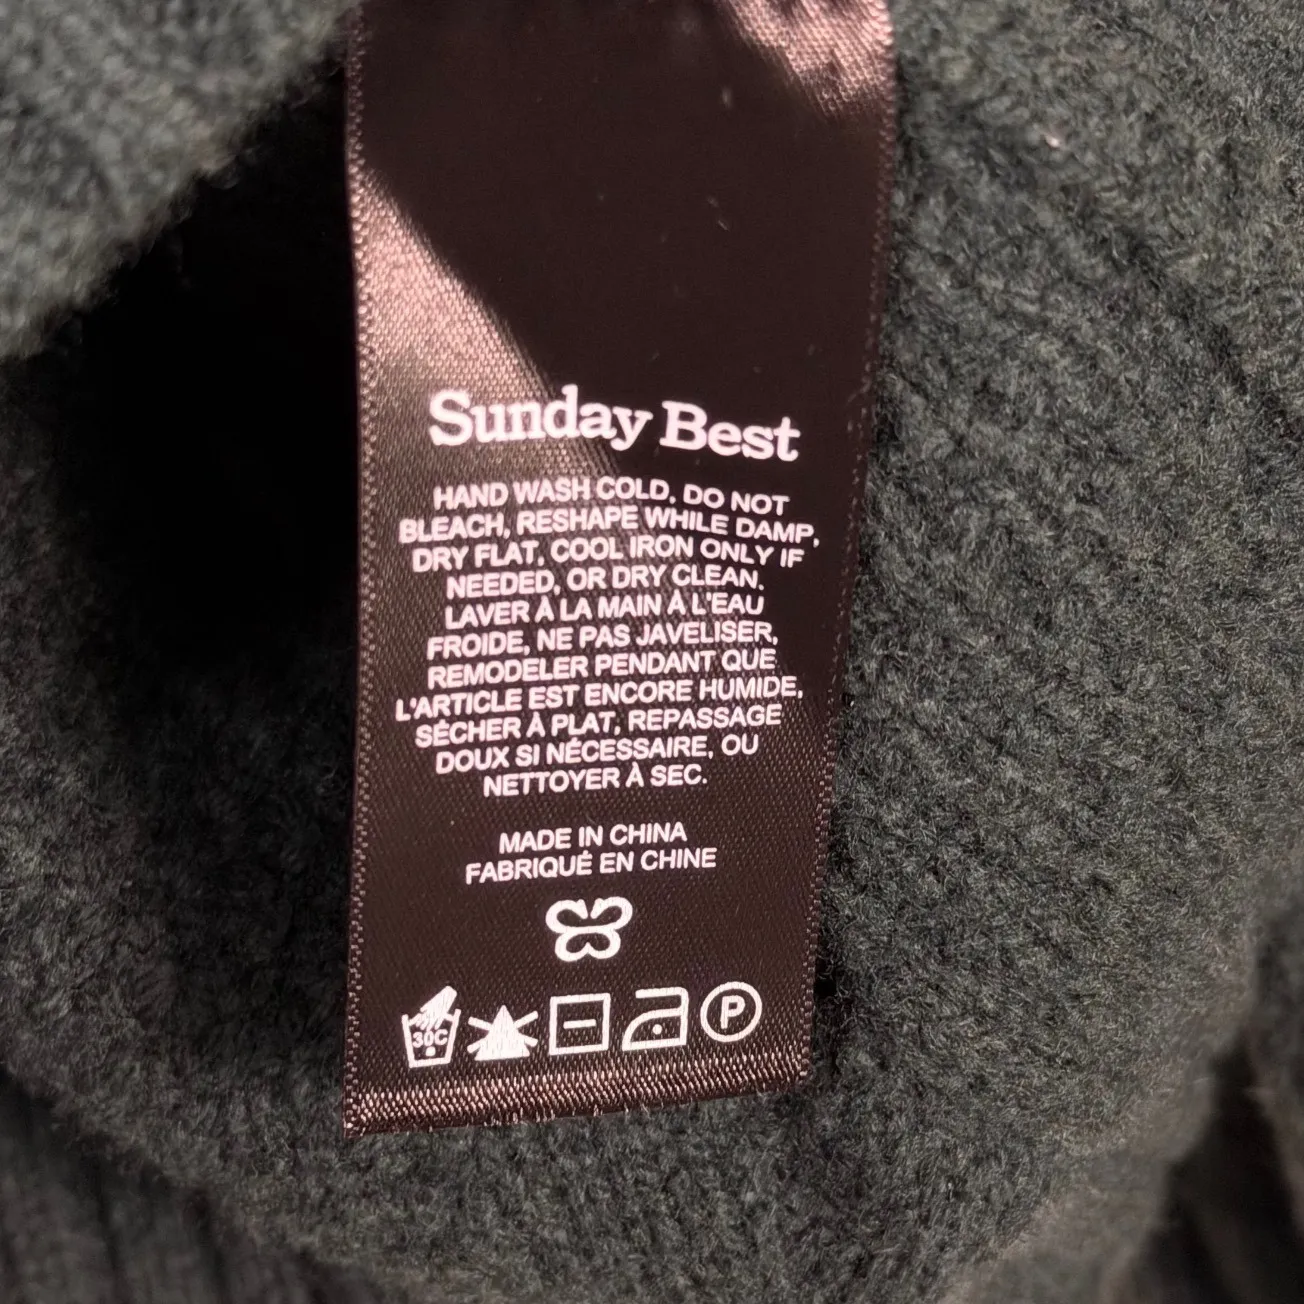 Sunday Best
HAND WASH COLD, DO NOT
BLEACH, RESHAPE WHILE DAMP,
DRY FLAT, COOL IRON ONLY IF
NEEDED, OR DRY CLEAN.
LAVER À LA MAIN À L'EAU
FROIDE, NE PAS JAVELISER,
REMODELER PENDANT QUE
L'ARTICLE EST ENCORE HUMIDE,
SÉCHER À PLAT, REPASSAGE
DOUX SI NÉCESSAIRE, OU
NETTOYER À SEC.
MADE IN CHINA
FABRIQUÉ EN CHINE
30C
P